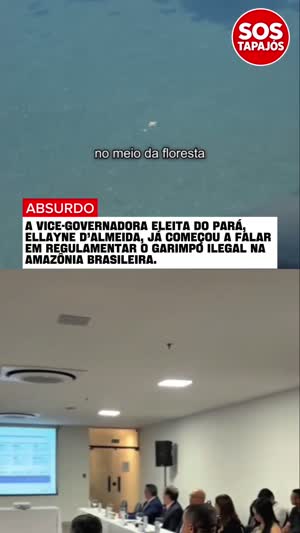 SOS
TAPAJÓS
no meio da floresta
ABSURDO
A VICE-GOVERNADORA ELEITA DO PARÁ,
ELLAYNE D'ALMEIDA, JÁ COMEÇOU A FALAR
EM REGULAMENTAR O GARIMPO ILEGAL NA
AMAZÔNIA BRASILEIRA.